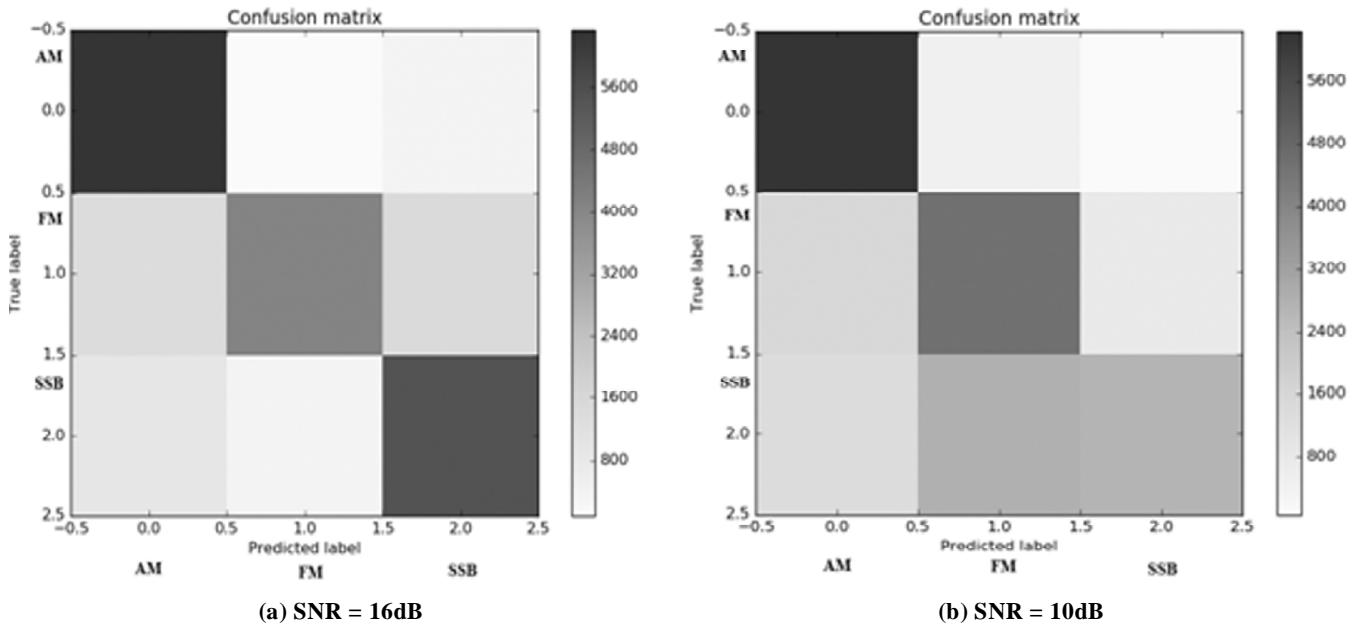 Confusion matrix
−0.5
AM
0.0
0.5
FM
1.0
1.5
SSB
2.0
2.5
True label
−0.5 0.0 0.5 1.0 1.5 2.0 2.5
Predicted label
AM FM SSB
5600
4800
4000
3200
2400
1600
800
(a) SNR = 16dB
Confusion matrix
−0.5
AM
0.0
0.5
FM
1.0
1.5
SSB
2.0
2.5
True label
−0.5 0.0 0.5 1.0 1.5 2.0 2.5
Predicted label
AM FM SSB
5600
4800
4000
3200
2400
1600
800
(b) SNR = 10dB